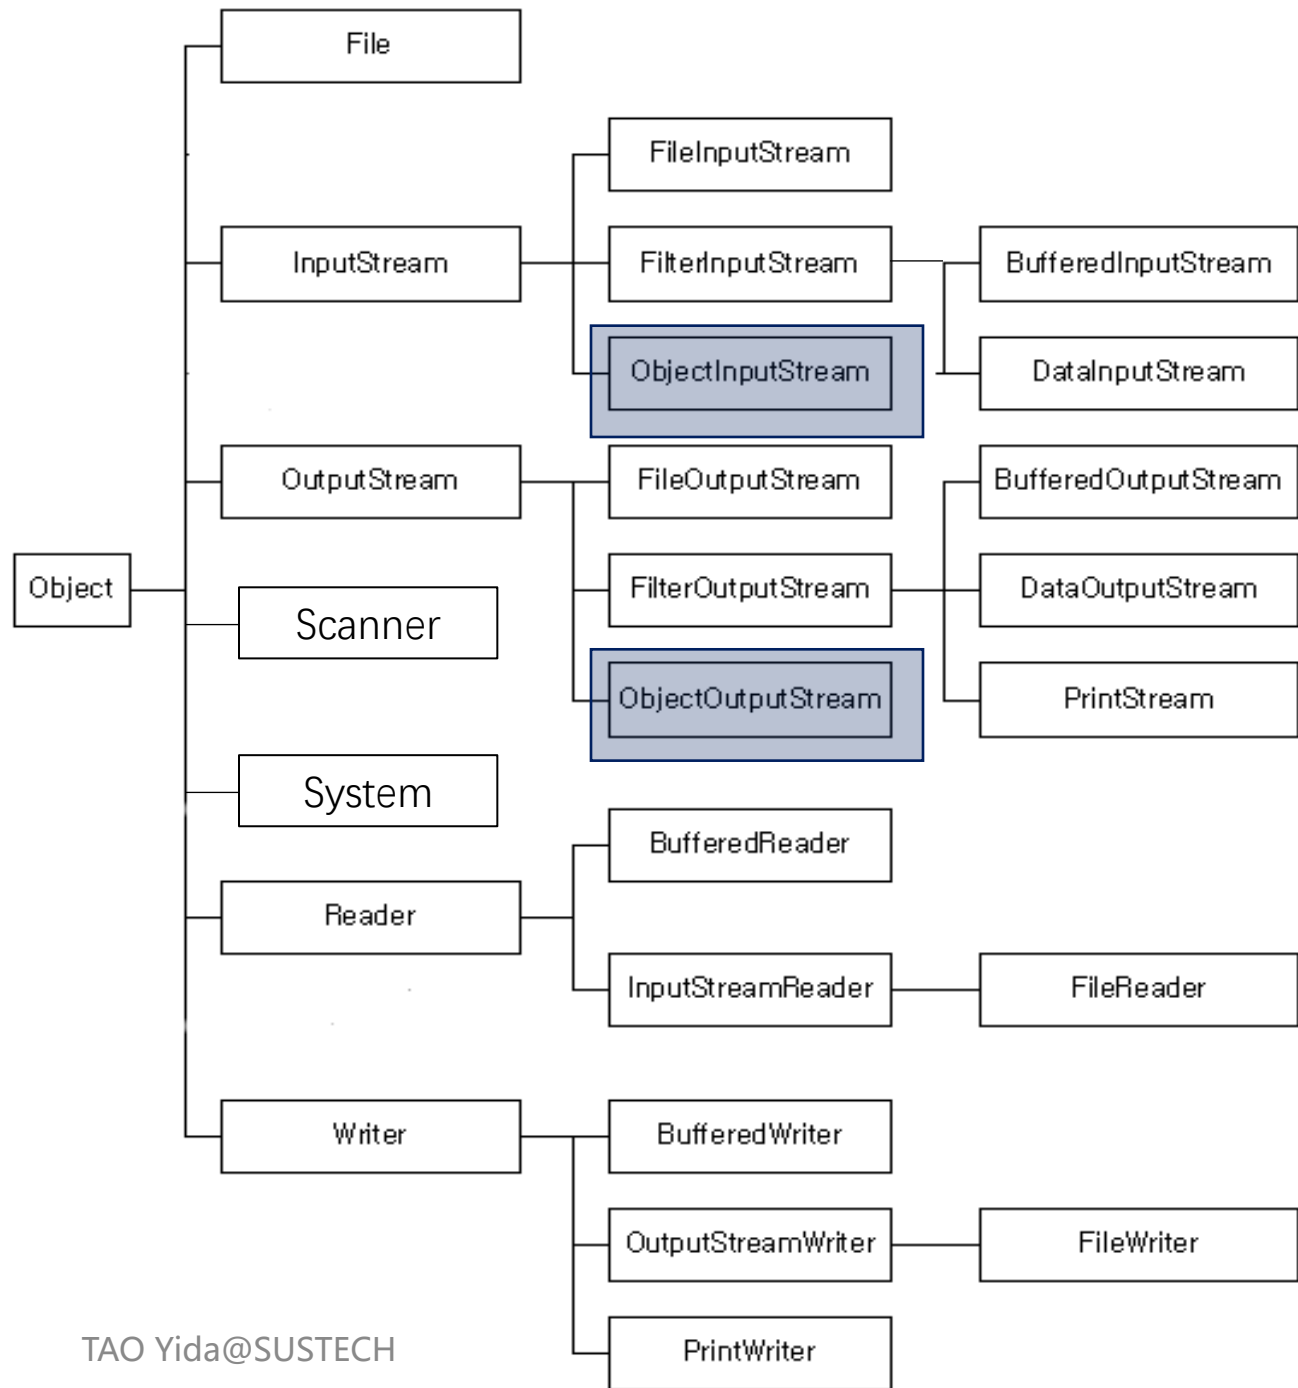 File
FileInputStream
InputStream
FilterInputStream
BufferedInputStream
ObjectInputStream
DataInputStream
OutputStream
FileOutputStream
BufferedOutputStream
Object
FilterOutputStream
DataOutputStream
Scanner
ObjectOutputStream
PrintStream
System
BufferedReader
Reader
InputStreamReader
FileReader
Writer
BufferedWriter
OutputStreamWriter
FileWriter
PrintWriter
TAO Yida@SUSTECH